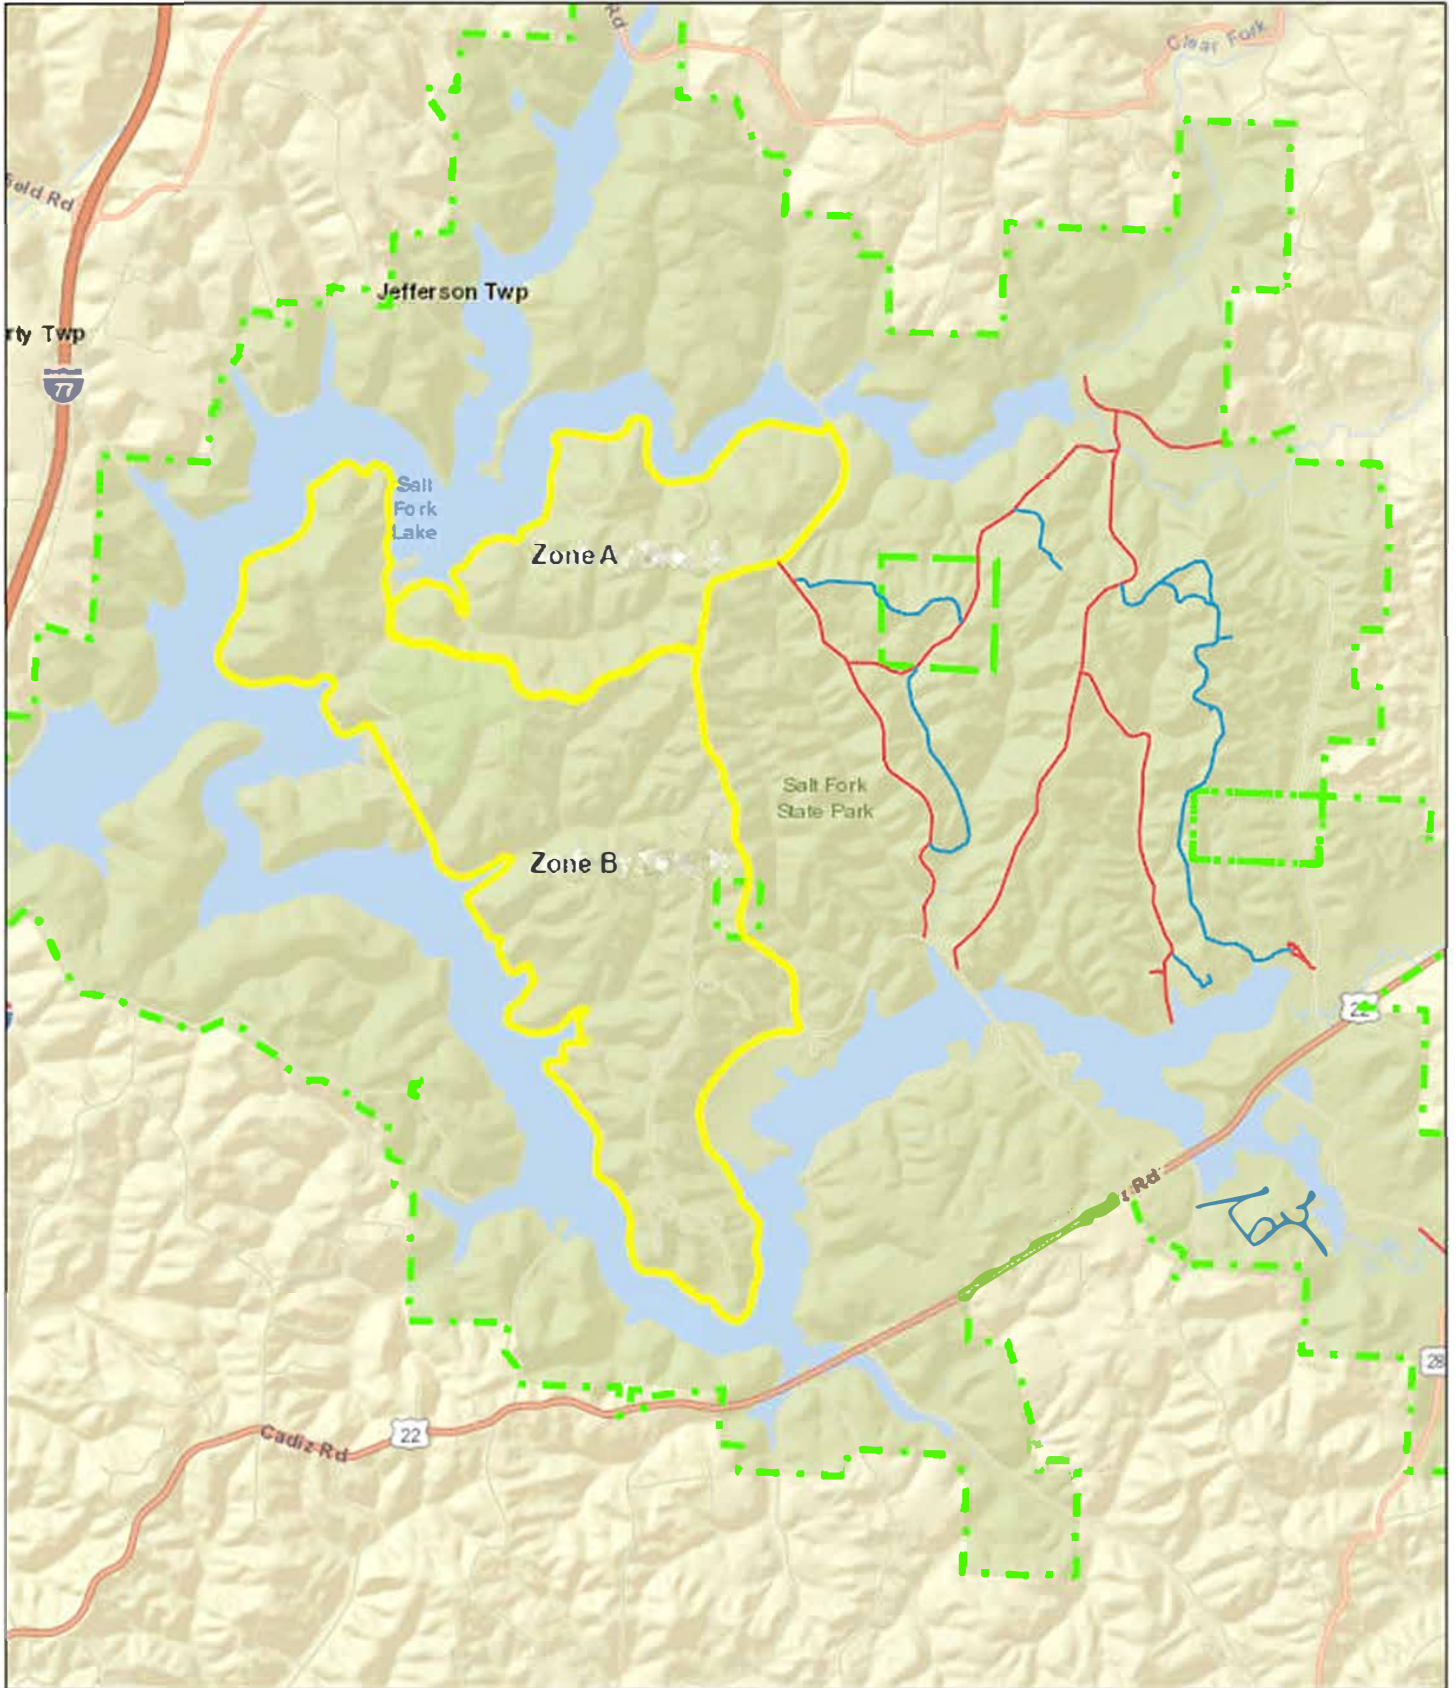 Rd
Clear Fork
field Rd
Jefferson Twp
rty Twp
77
Salt
Fork
Lake
Zone A
Salt Fork
State Park
Zone B
22
Rd
28
22
Cadiz Rd